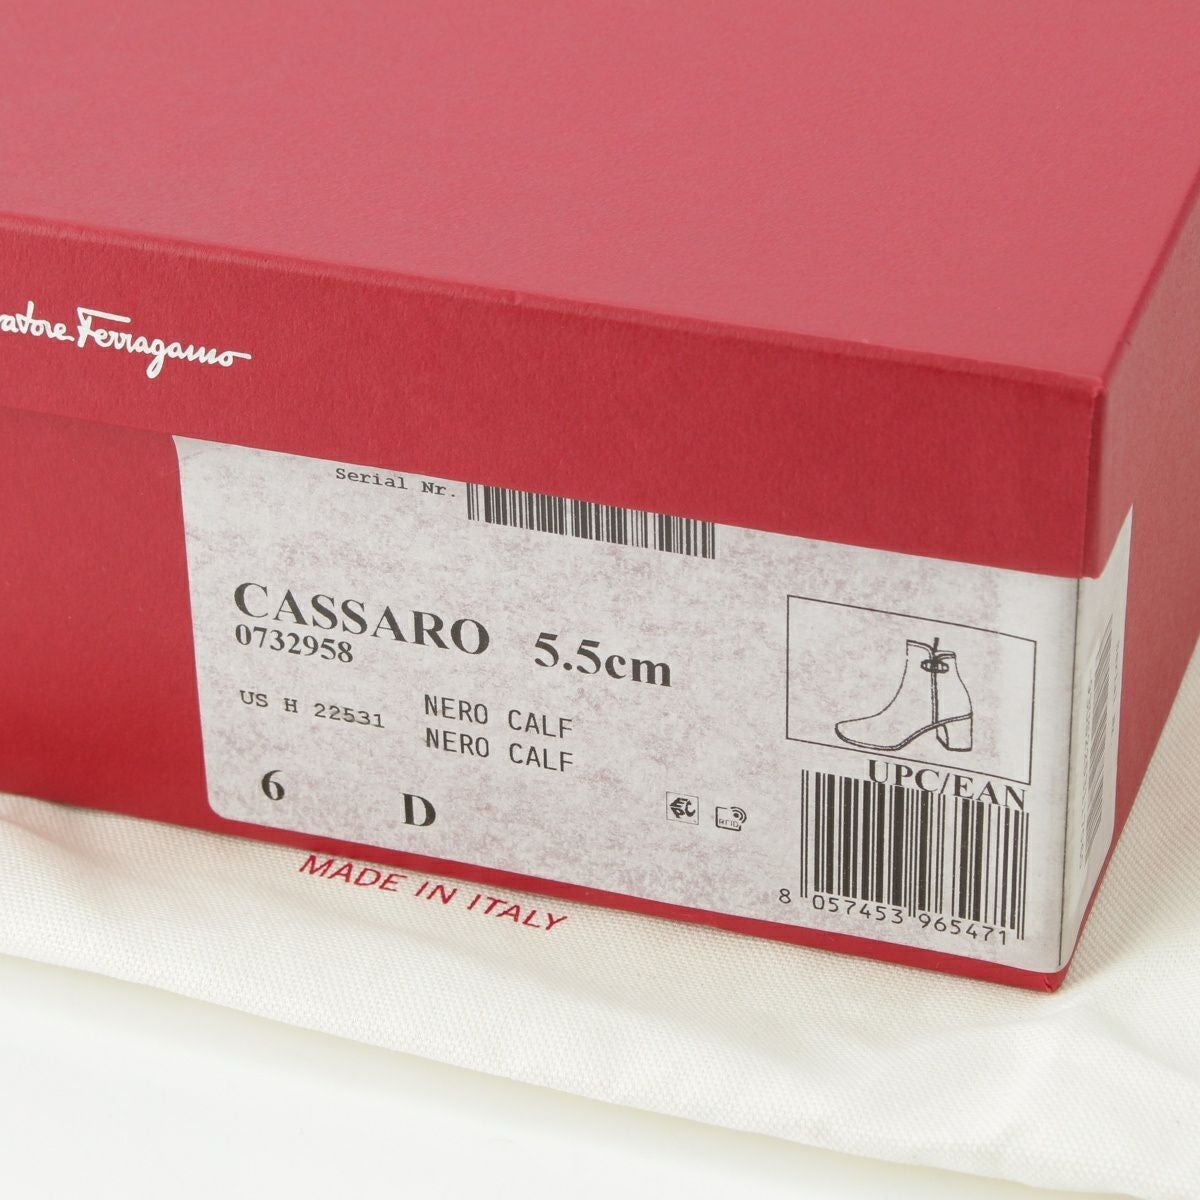 Ferragamo
Serial Nr.
CASSARO 5.5cm
0732958
US H 22531 NERO CALF
NERO CALF
6 D
RFID
UPC/EAN
8 057453 965471
MADE IN ITALY